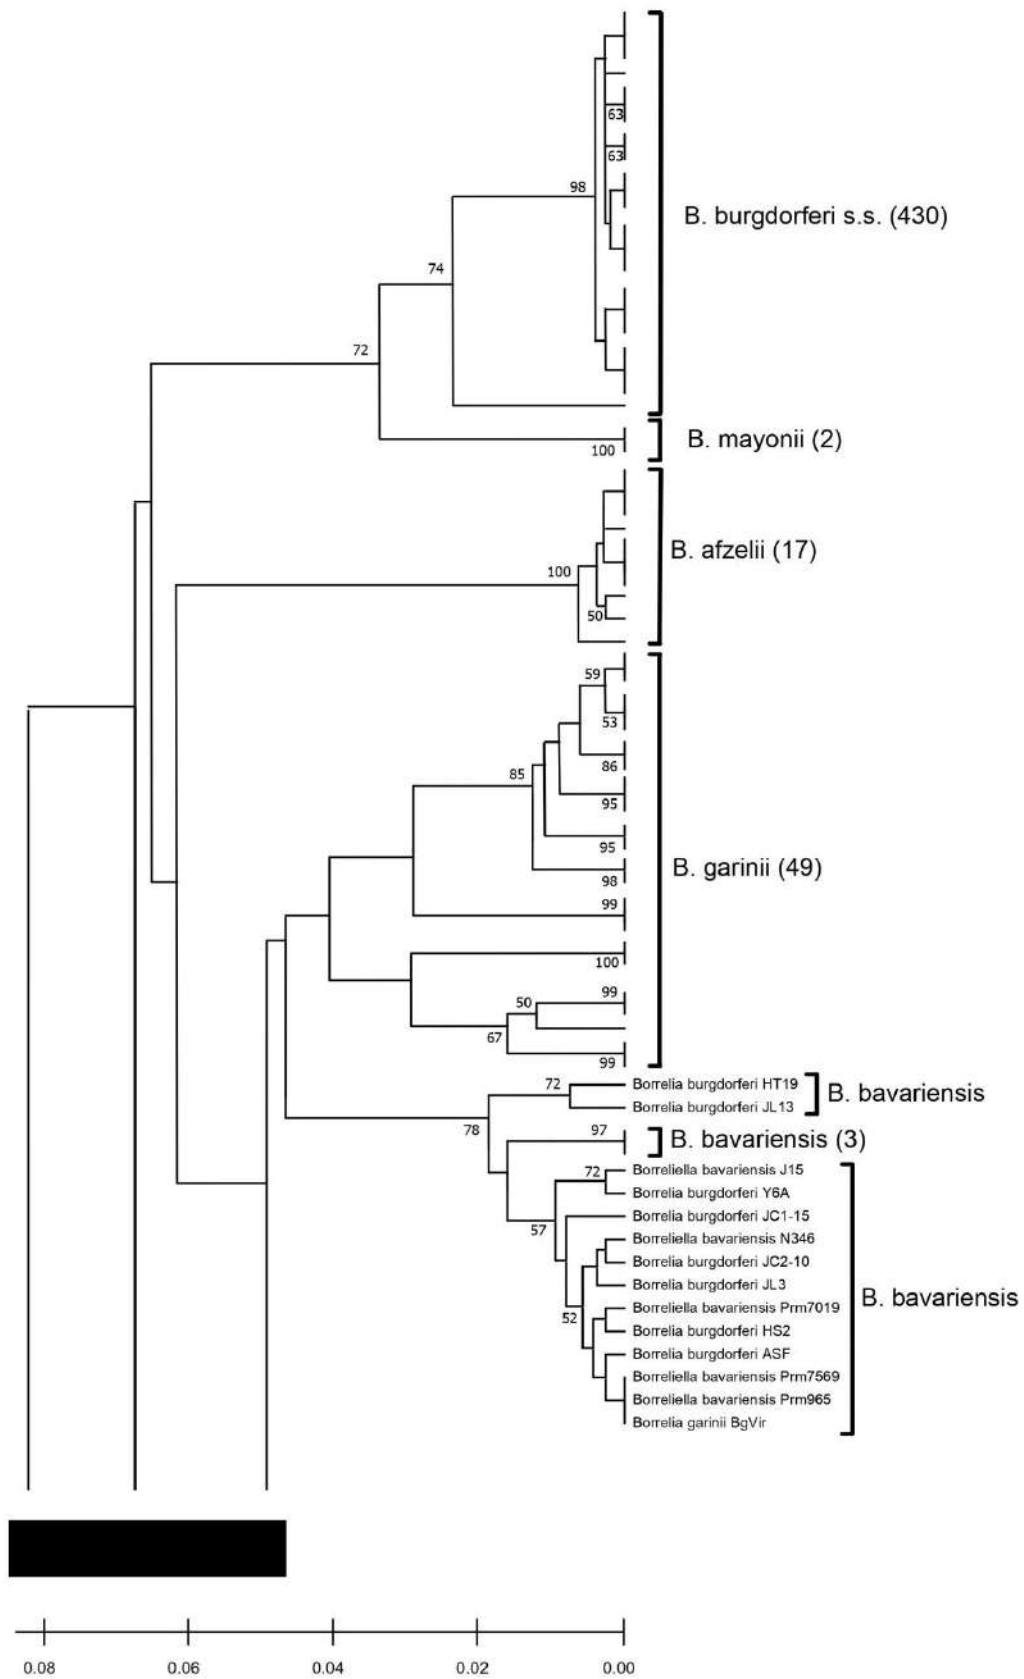 63
63
98
B. burgdorferi s.s. (430)
74
72
B. mayonii (2)
100
B. afzelii (17)
100
50
59
53
86
85
95
95
B. garinii (49)
98
99
100
99
50
67
99
72
Borrelia burgdorferi HT19
B. bavariensis
Borrelia burgdorferi JL13
78
97
B. bavariensis (3)
72
Borreliella bavariensis J15
Borrelia burgdorferi Y6A
57
Borrelia burgdorferi JC1-15
Borreliella bavariensis N346
Borrelia burgdorferi JC2-10
Borrelia burgdorferi JL3
B. bavariensis
Borreliella bavariensis Prm7019
52
Borrelia burgdorferi HS2
Borrelia burgdorferi ASF
Borreliella bavariensis Prm7569
Borreliella bavariensis Prm965
Borrelia garinii BgVir
0.08 0.06 0.04 0.02 0.00